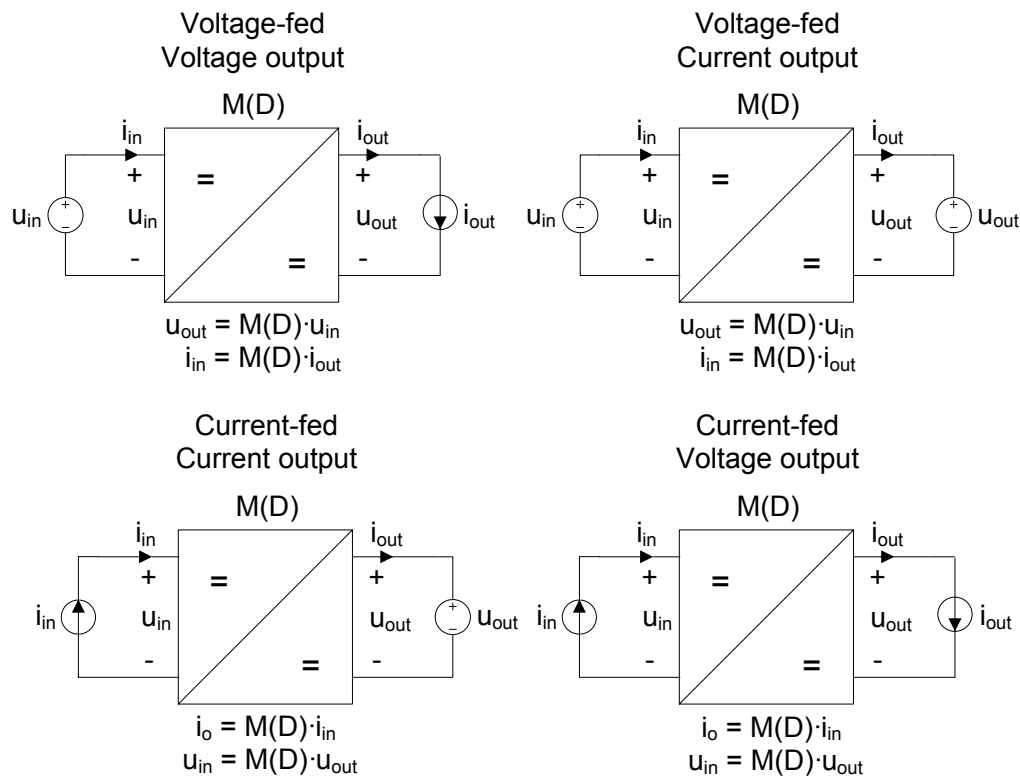 Voltage-fed
Voltage output
M(D)
i_in
i_out
+
=
+
u_in
+
−
u_in
u_out
i_out
-
=
-
u_out = M(D)·u_in
i_in = M(D)·i_out
Voltage-fed
Current output
M(D)
i_in
i_out
+
=
+
u_in
+
−
u_in
u_out
+
−
u_out
-
=
-
u_out = M(D)·u_in
i_in = M(D)·i_out
Current-fed
Current output
M(D)
i_in
i_out
+
=
+
i_in
u_in
u_out
+
−
u_out
-
=
-
i_o = M(D)·i_in
u_in = M(D)·u_out
Current-fed
Voltage output
M(D)
i_in
i_out
+
=
+
i_in
u_in
u_out
i_out
-
=
-
i_o = M(D)·i_in
u_in = M(D)·u_out